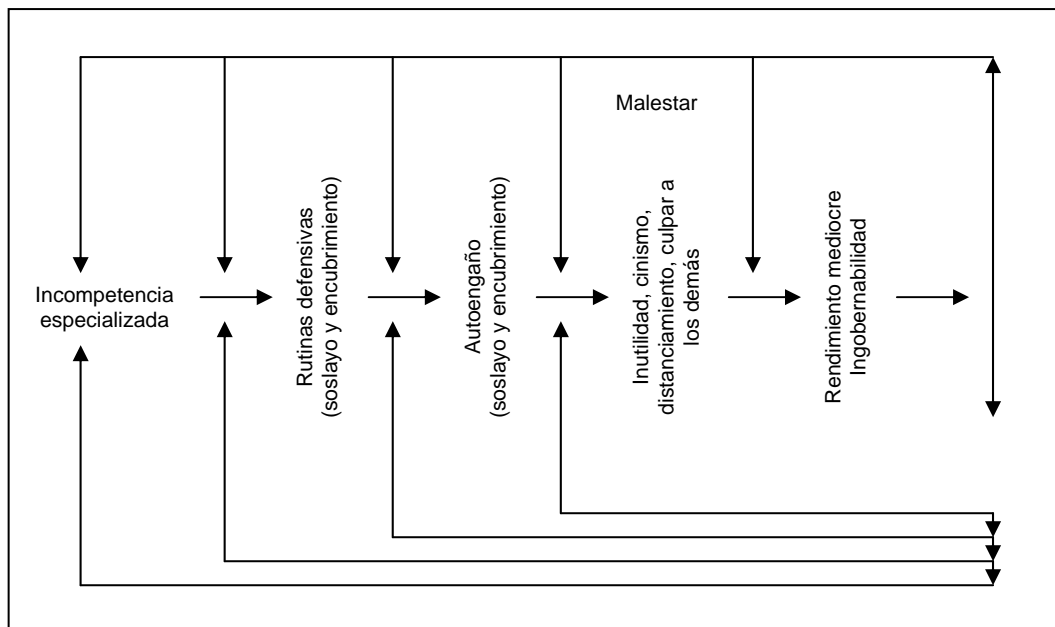 Malestar
Incompetencia
especializada
Rutinas defensivas
(soslayo y encubrimiento)
Autoengaño
(soslayo y encubrimiento)
Inutilidad, cinismo,
distanciamiento, culpar a
los demás
Rendimiento mediocre
Ingobernabilidad